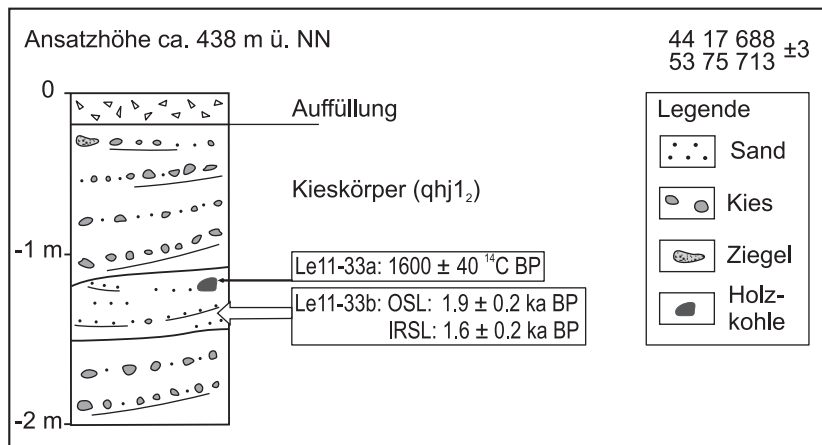 Ansatzhöhe ca. 438 m ü. NN
44 17 688
53 75 713 ±3
0
Auffüllung
Kieskörper (qhj1₂)
-1 m
Le11-33a: 1600 ± 40 ¹⁴C BP
Le11-33b: OSL: 1.9 ± 0.2 ka BP
IRSL: 1.6 ± 0.2 ka BP
-2 m
Legende
Sand
Kies
Ziegel
Holz-
kohle